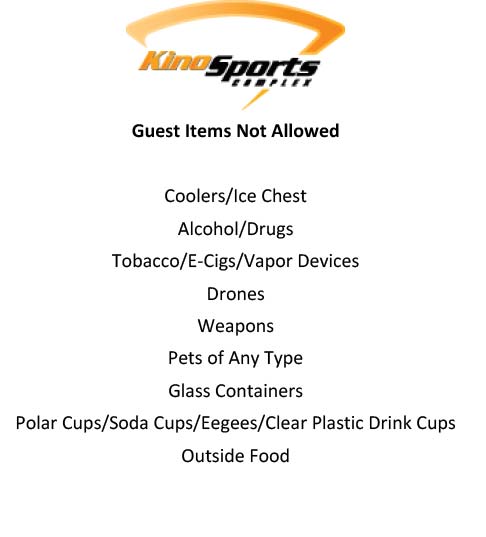 KinoSports
COMPLEX
Guest Items Not Allowed
Coolers/Ice Chest
Alcohol/Drugs
Tobacco/E-Cigs/Vapor Devices
Drones
Weapons
Pets of Any Type
Glass Containers
Polar Cups/Soda Cups/Eegees/Clear Plastic Drink Cups
Outside Food